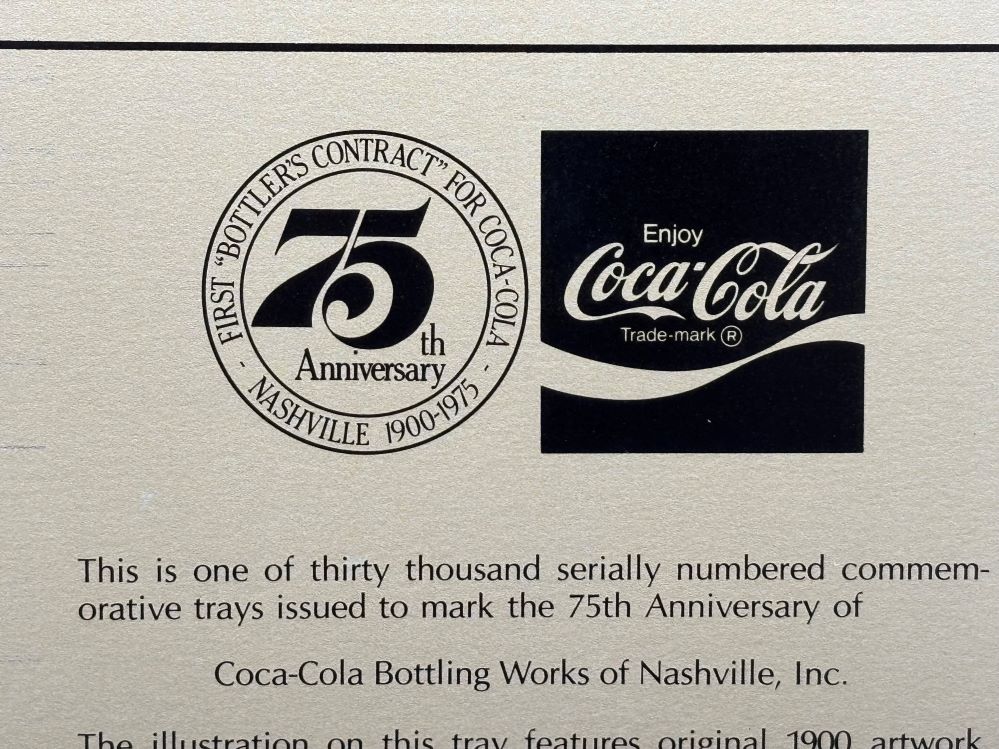 FIRST “BOTTLER’S CONTRACT” FOR COCA-COLA
75th
Anniversary
- NASHVILLE 1900-1975 -
Enjoy
Coca-Cola
Trade-mark ®
This is one of thirty thousand serially numbered commem-
orative trays issued to mark the 75th Anniversary of
Coca-Cola Bottling Works of Nashville, Inc.
The illustration on this tray features original 1900 artwork